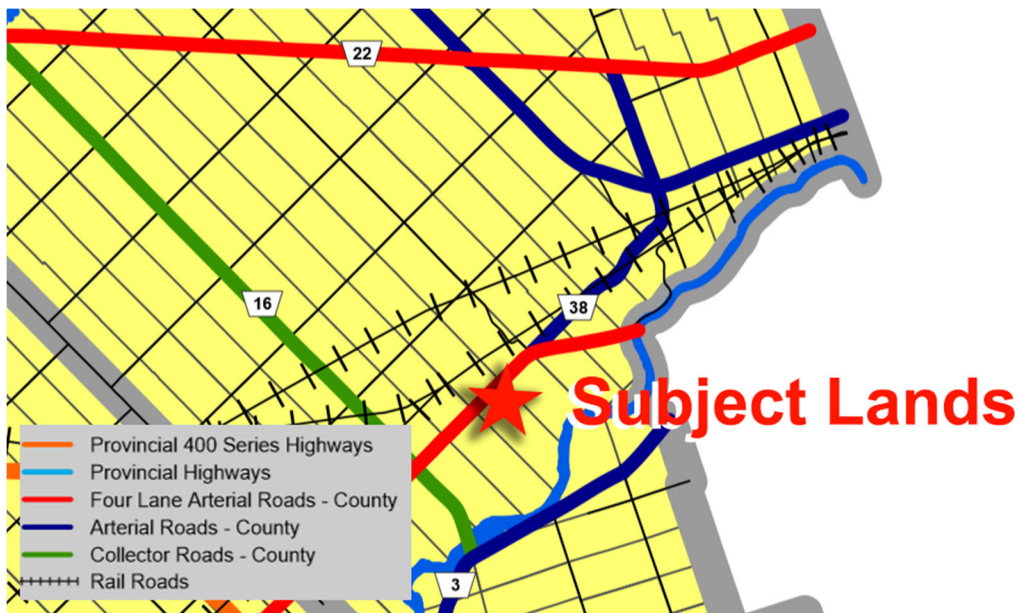 22
16
38
Subject Lands
Provincial 400 Series Highways
Provincial Highways
Four Lane Arterial Roads - County
Arterial Roads - County
Collector Roads - County
Rail Roads
3